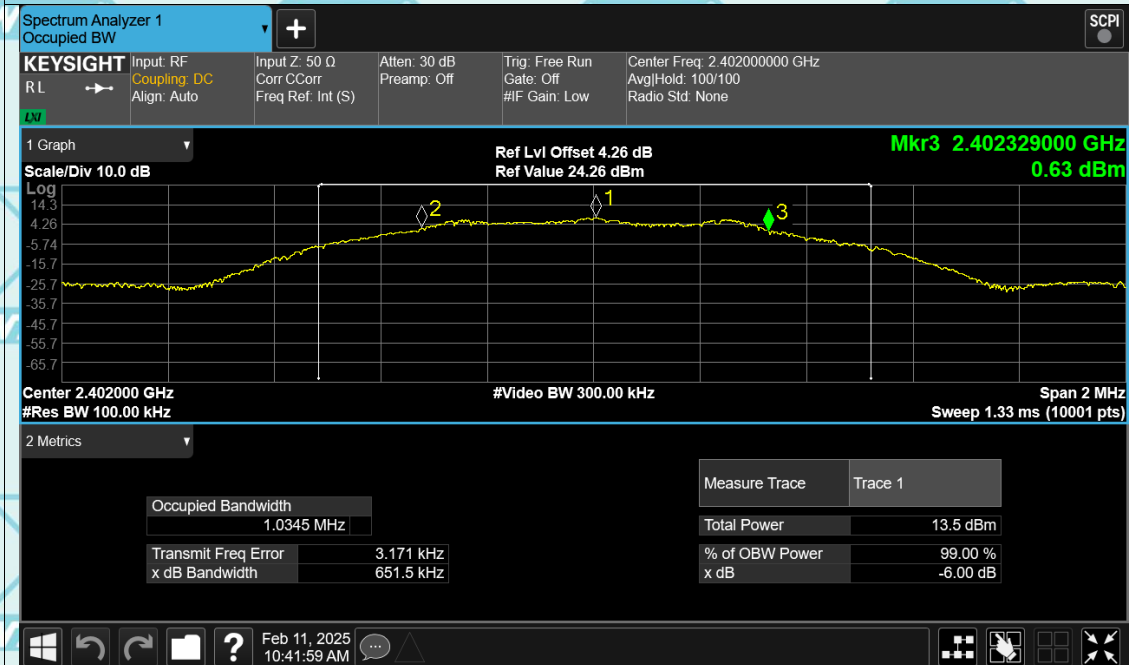 Spectrum Analyzer 1
Occupied BW
SCPI
KEYSIGHT
R L
LXI
Input: RF
Coupling: DC
Align: Auto
Input Z: 50 Ω
Corr CCorr
Freq Ref: Int (S)
Atten: 30 dB
Preamp: Off
Trig: Free Run
Gate: Off
#IF Gain: Low
Center Freq: 2.402000000 GHz
Avg|Hold: 100/100
Radio Std: None
1 Graph
Scale/Div 10.0 dB
Ref Lvl Offset 4.26 dB
Ref Value 24.26 dBm
Mkr3 2.402329000 GHz
0.63 dBm
Log
14.3
4.26
-5.74
-15.7
-25.7
-35.7
-45.7
-55.7
-65.7
2
1
3
Center 2.402000 GHz
#Res BW 100.00 kHz
#Video BW 300.00 kHz
Span 2 MHz
Sweep 1.33 ms (10001 pts)
2 Metrics
Occupied Bandwidth
1.0345 MHz
Transmit Freq Error 3.171 kHz
x dB Bandwidth 651.5 kHz
Measure Trace Trace 1
Total Power 13.5 dBm
% of OBW Power 99.00 %
x dB -6.00 dB
Feb 11, 2025
10:41:59 AM